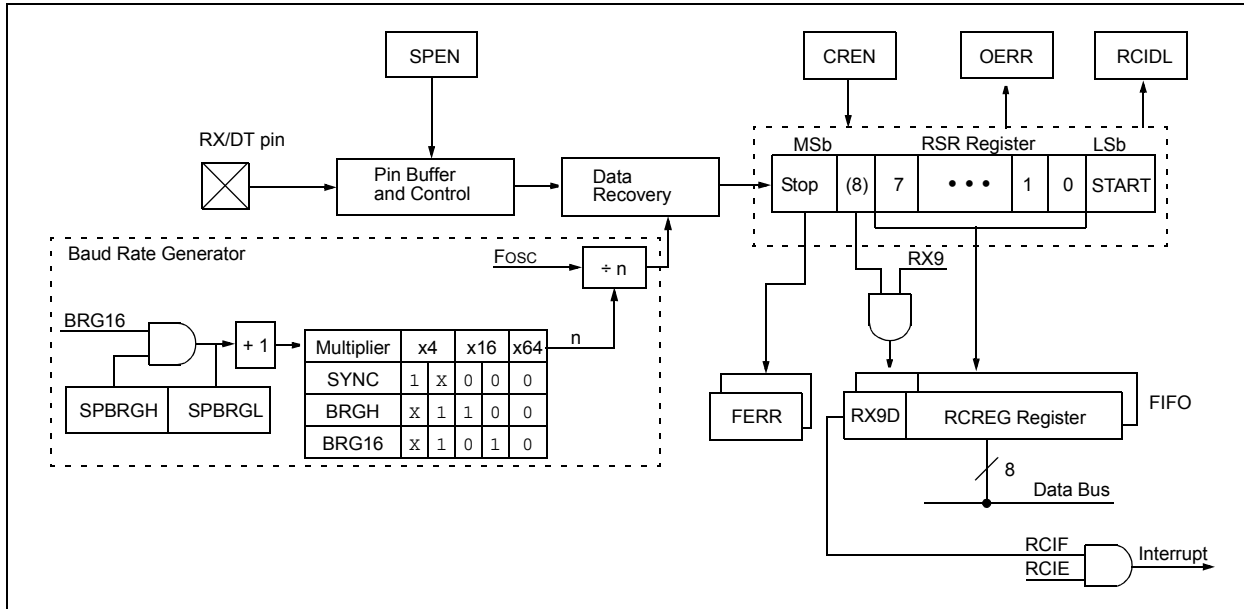 SPEN
CREN
OERR
RCIDL
RX/DT pin
Pin Buffer
and Control
Data
Recovery
MSb
RSR Register
LSb
Stop (8) 7 • • • 1 0 START
Baud Rate Generator
FOSC
÷ n
RX9
BRG16
+ 1
n
Multiplier x4 x16 x64
SYNC 1 X 0 0 0
BRGH X 1 1 0 0
BRG16 X 1 0 1 0
SPBRGH SPBRGL
FERR
RX9D RCREG Register
FIFO
8
Data Bus
RCIF
RCIE
Interrupt